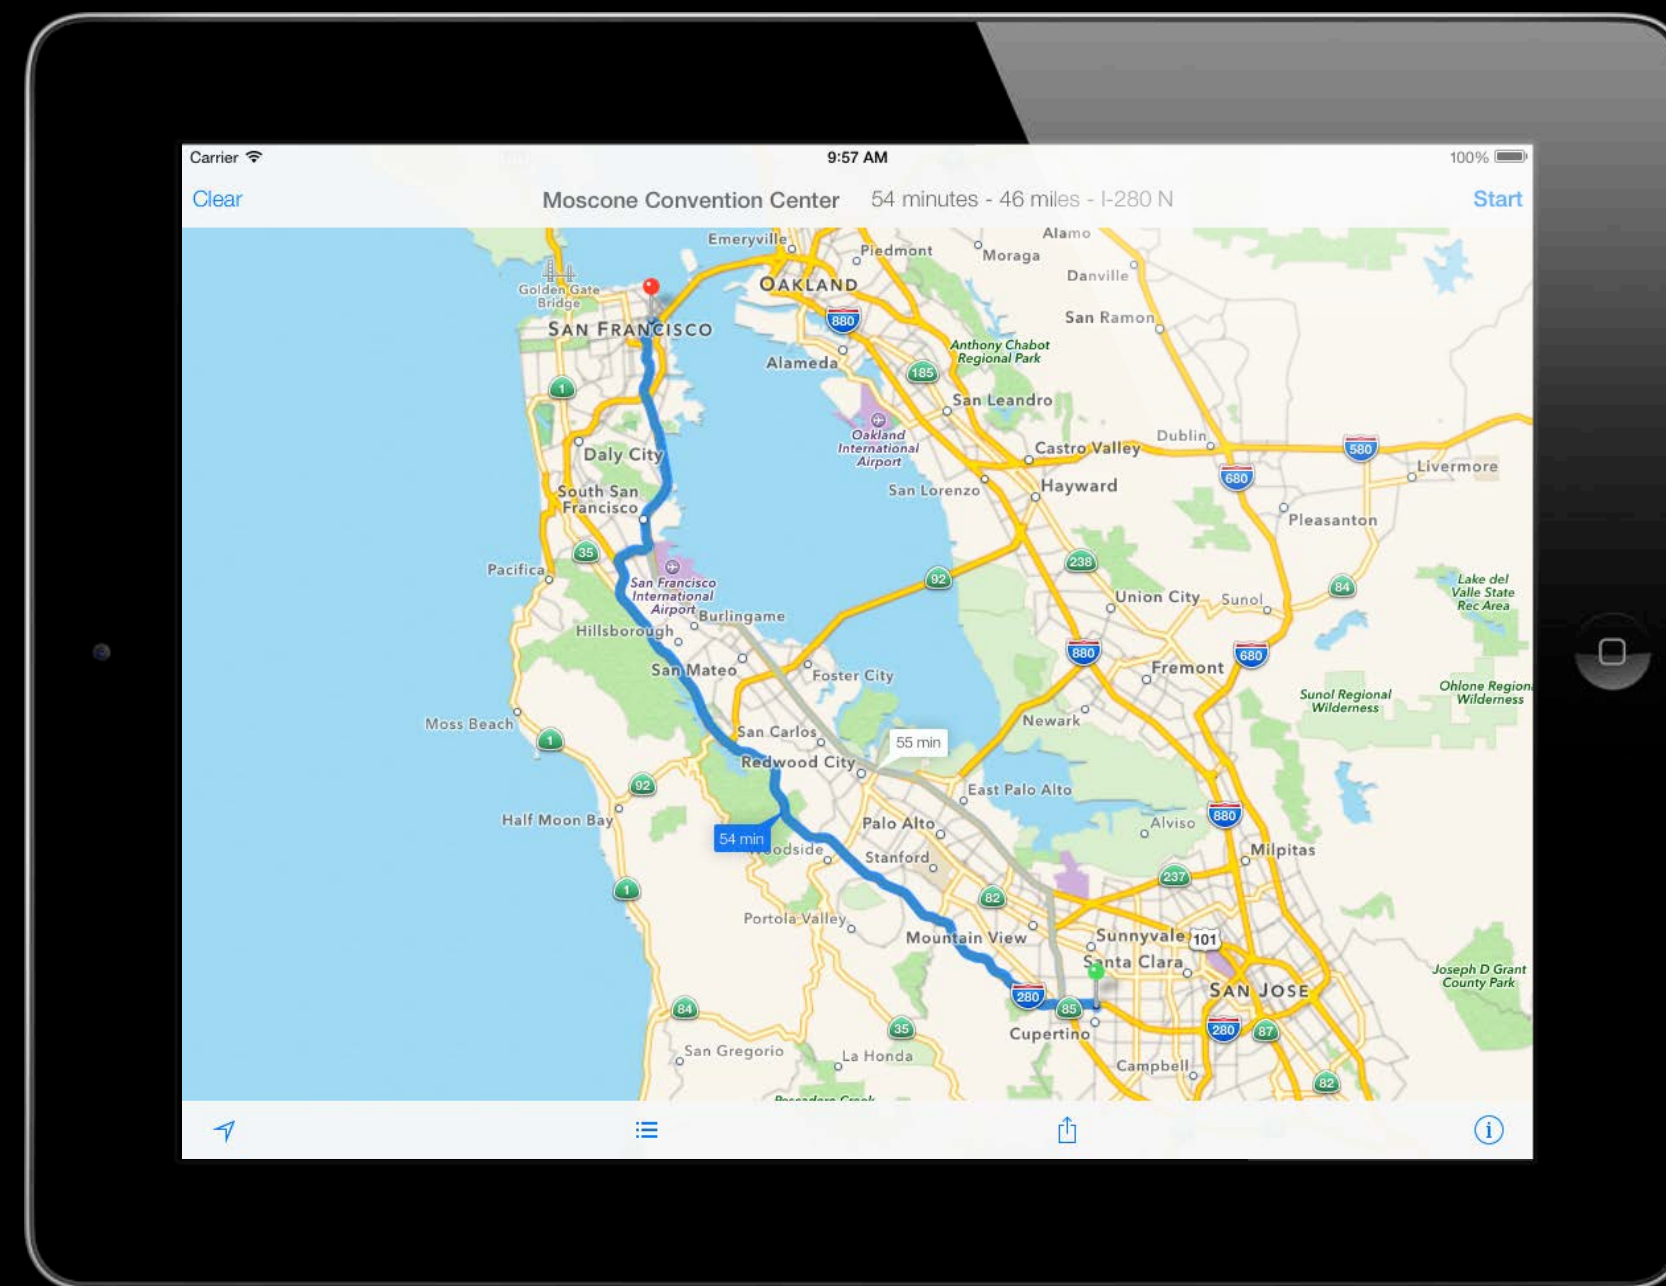 Carrier
9:57 AM
100%
Clear
Moscone Convention Center
54 minutes - 46 miles - I-280 N
Start
Emeryville
Piedmont
Moraga
Alamo
Danville
Golden Gate
Bridge
OAKLAND
SAN FRANCISCO
880
San Ramon
Anthony Chabot
Regional Park
Alameda
185
1
San Leandro
Oakland
International
Airport
Daly City
Castro Valley
Dublin
580
Livermore
680
San Lorenzo
Hayward
South San
Francisco
Pleasanton
35
238
Pacifica
San Francisco
International
Airport
92
84
Lake del
Valle State
Rec Area
Union City
Sunol
Burlingame
Hillsborough
880
680
San Mateo
Foster City
Fremont
Sunol Regional
Wilderness
Ohlone Region
Wilderness
Moss Beach
1
San Carlos
55 min
Newark
Redwood City
92
East Palo Alto
Half Moon Bay
54 min
Palo Alto
Alviso
880
oodside
Stanford
Milpitas
1
82
237
Portola Valley
Mountain View
Sunnyvale
101
Santa Clara
Joseph D Grant
County Park
280
85
SAN JOSE
84
35
Cupertino
280
87
San Gregorio
La Honda
Campbell
82